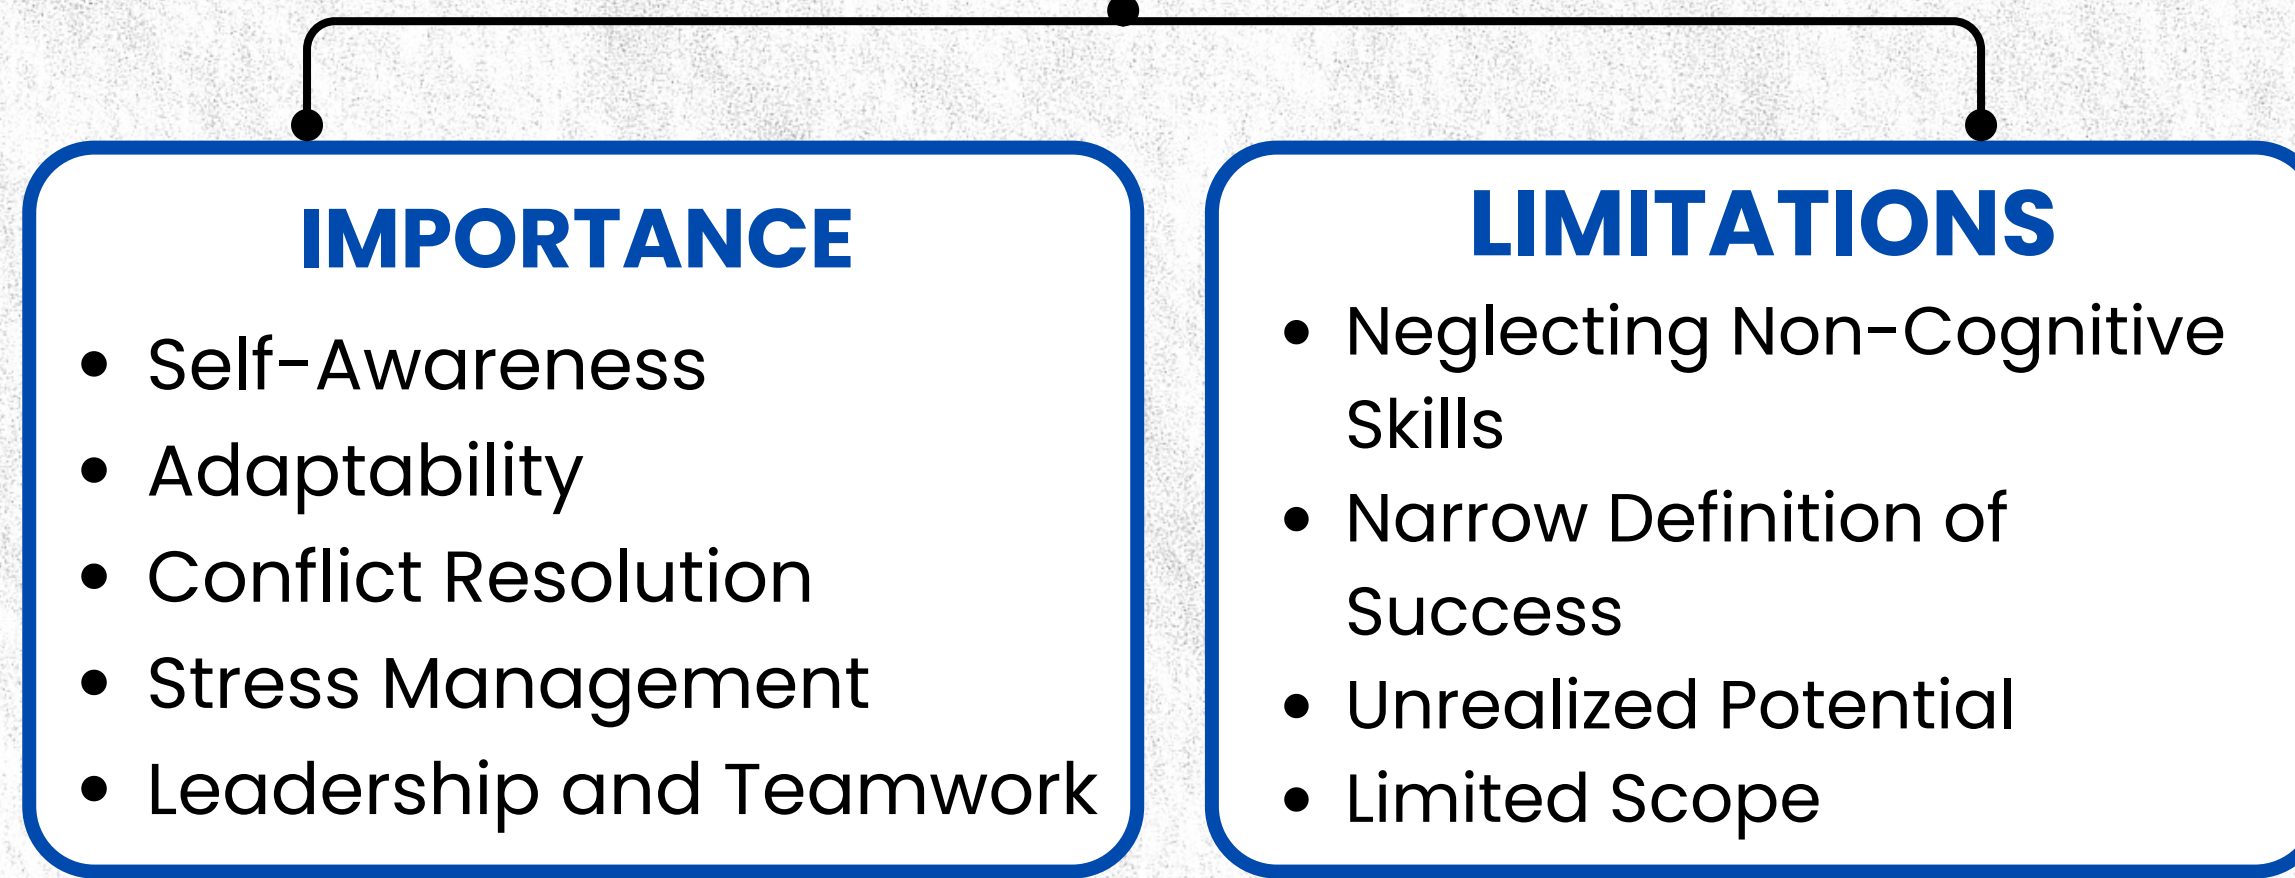 IMPORTANCE
• Self-Awareness
• Adaptability
• Conflict Resolution
• Stress Management
• Leadership and Teamwork
LIMITATIONS
• Neglecting Non-Cognitive
Skills
• Narrow Definition of
Success
• Unrealized Potential
• Limited Scope